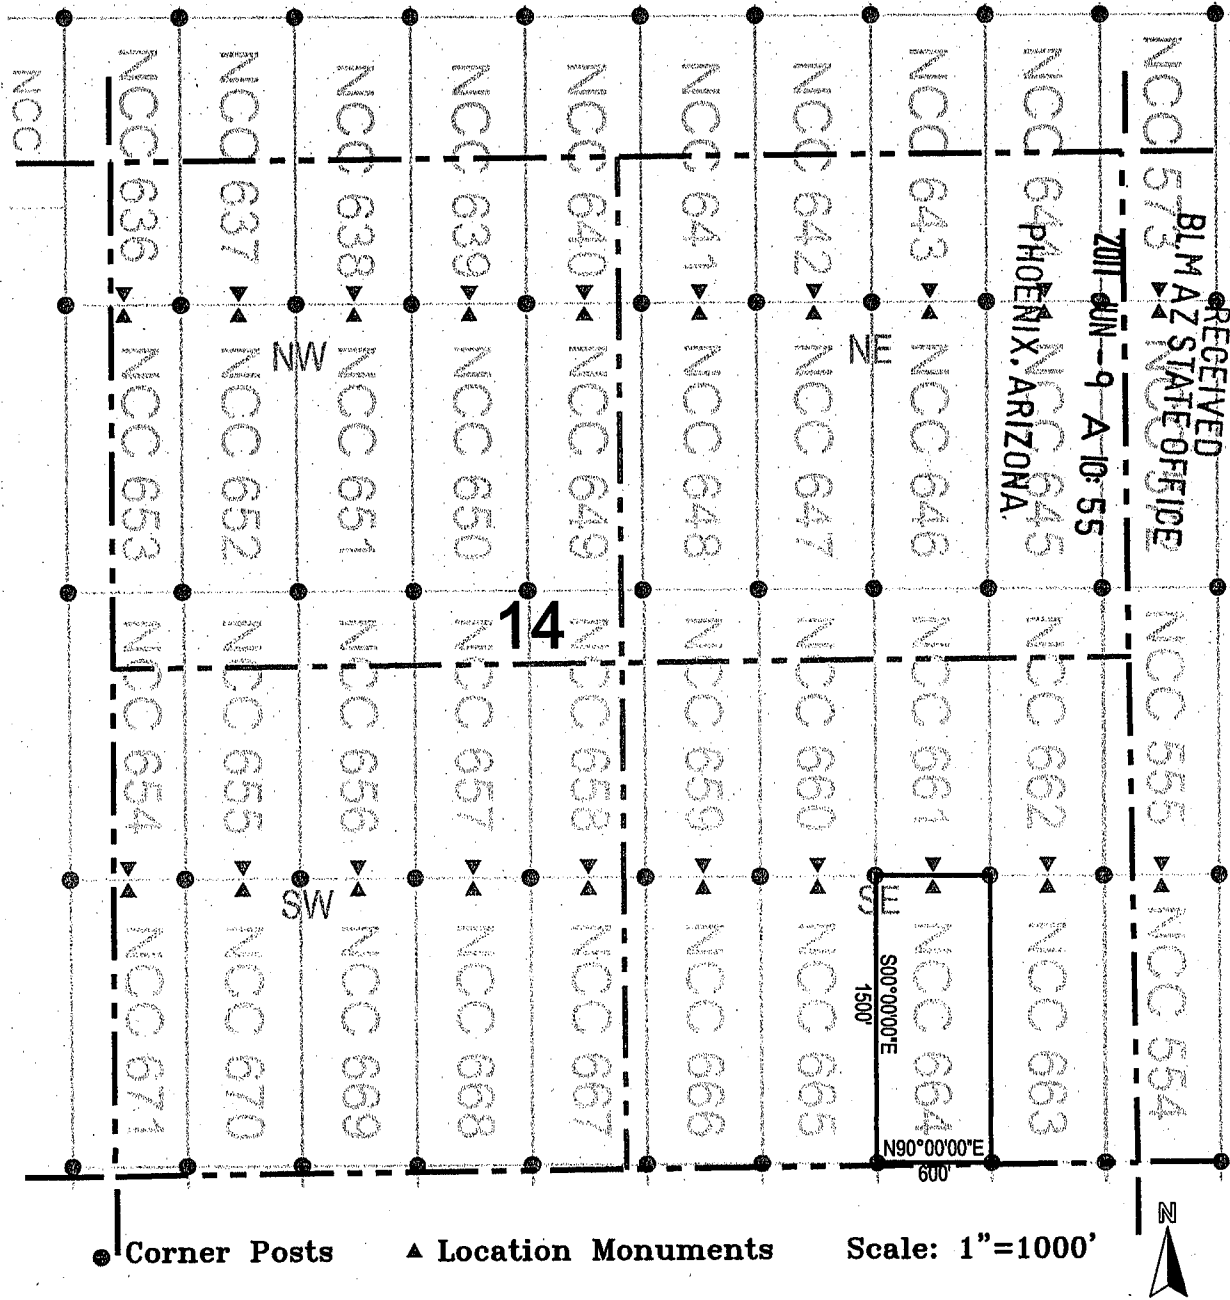 NCC
NCC 636
NCC 637
NCC 638
NCC 639
NCC 640
NCC 641
NCC 642
NCC 643
NCC 644
NCC 573
RECEIVED
BLM AZ STATE OFFICE
2011 JUN -9 A 10:55
PHOENIX, ARIZONA
NW
NE
NCC 653
NCC 652
NCC 651
NCC 650
NCC 649
NCC 648
NCC 647
NCC 646
NCC 645
NCC
14
NCC 654
NCC 655
NCC 656
NCC 657
NCC 658
NCC 659
NCC 660
NCC 661
NCC 662
NCC 555
SW
SE
NCC 671
NCC 670
NCC 669
NCC 668
NCC 667
NCC 666
NCC 665
NCC 664
NCC 663
NCC 554
S00°00'00"E
1500'
N90°00'00"E
600'
N
Corner Posts
Location Monuments
Scale: 1"=1000'